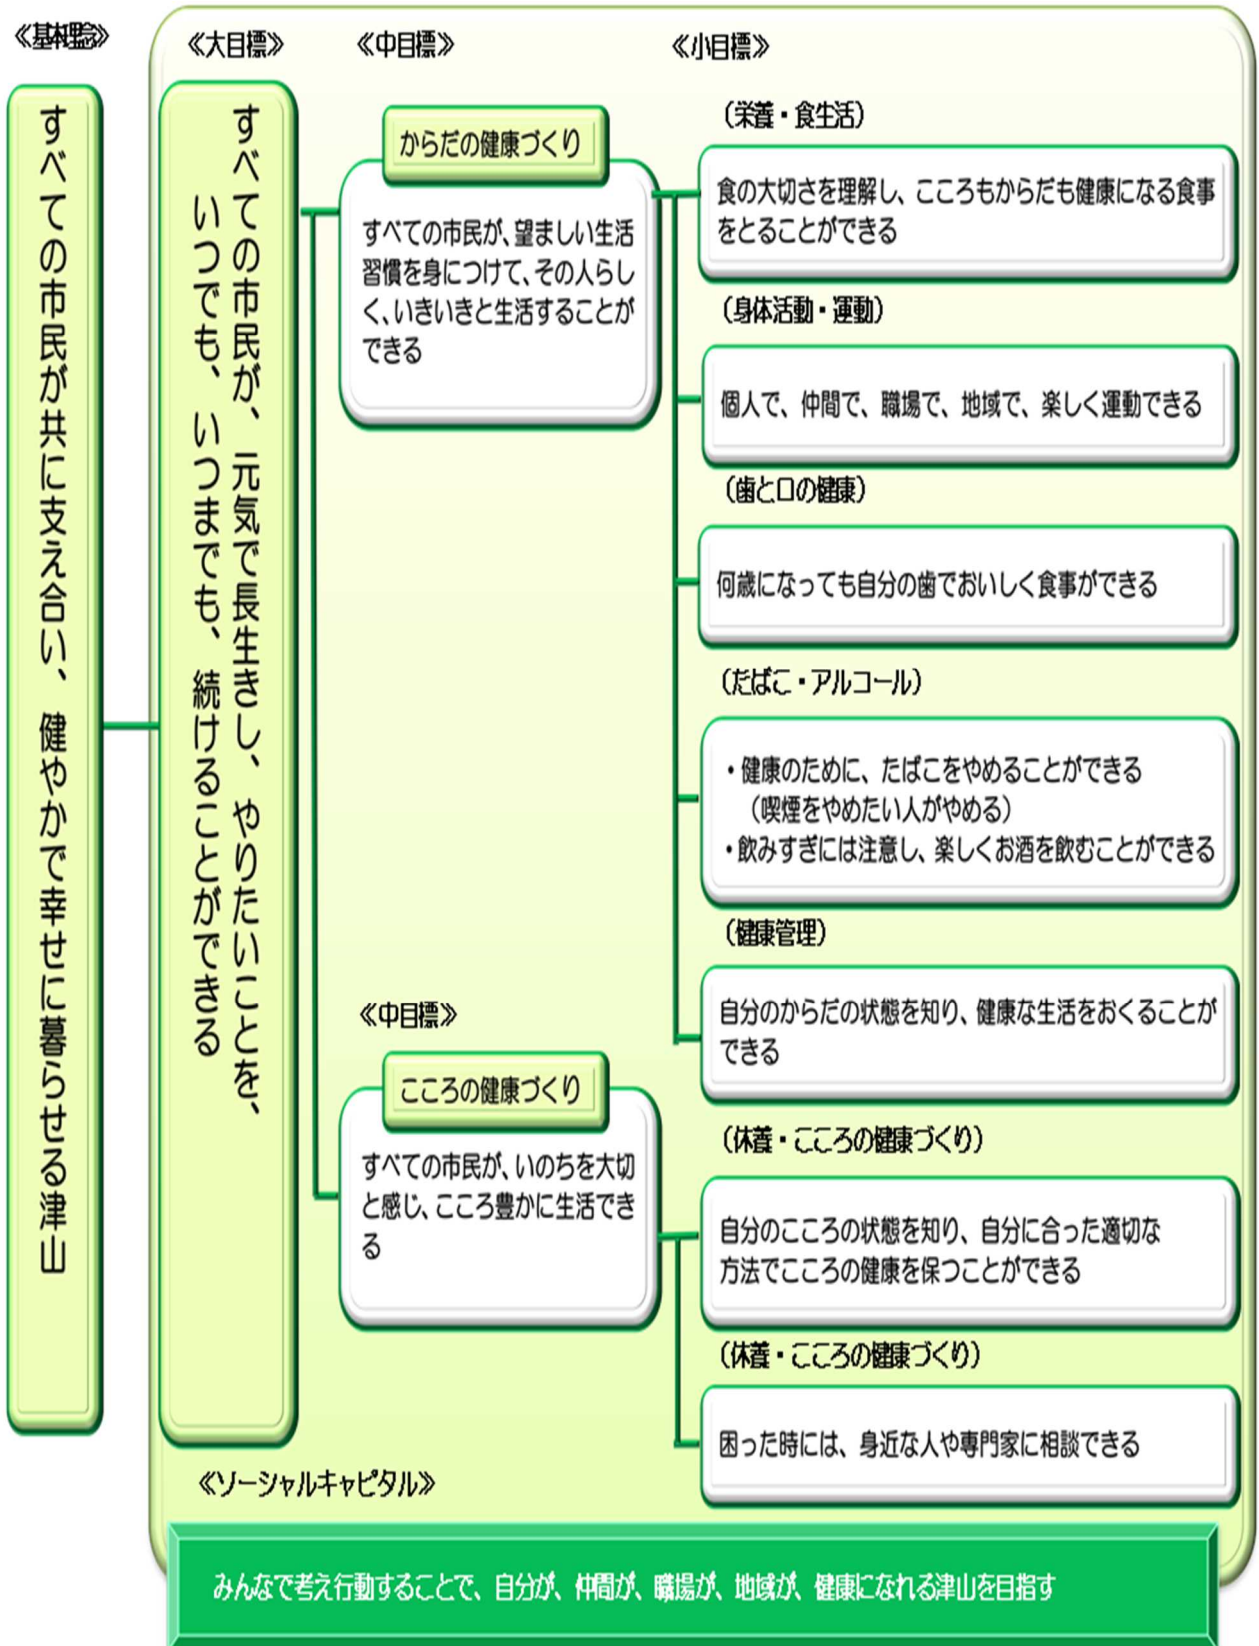 《基本理念》
すべての市民が共に支え合い、健やかで幸せに暮らせる津山
《大目標》
すべての市民が、元気で長生きし、やりたいことを、
いつでも、いつまでも、続けることができる
《中目標》
からだの健康づくり
すべての市民が、望ましい生活
習慣を身につけて、その人らし
く、いきいきと生活することが
できる
《小目標》
（栄養・食生活）
食の大切さを理解し、こころもからだも健康になる食事
をとることができる
（身体活動・運動）
個人で、仲間で、職場で、地域で、楽しく運動できる
（歯と口の健康）
何歳になっても自分の歯でおいしく食事ができる
（たばこ・アルコール）
・健康のために、たばこをやめることができる
（喫煙をやめたい人がやめる）
・飲みすぎには注意し、楽しくお酒を飲むことができる
（健康管理）
自分のからだの状態を知り、健康な生活をおくることが
できる
《中目標》
こころの健康づくり
すべての市民が、いのちを大切
と感じ、こころ豊かに生活でき
る
（休養・こころの健康づくり）
自分のこころの状態を知り、自分に合った適切な
方法でこころの健康を保つことができる
（休養・こころの健康づくり）
困った時には、身近な人や専門家に相談できる
《ソーシャルキャピタル》
みんなで考え行動することで、自分が、仲間が、職場が、地域が、健康になれる津山を目指す